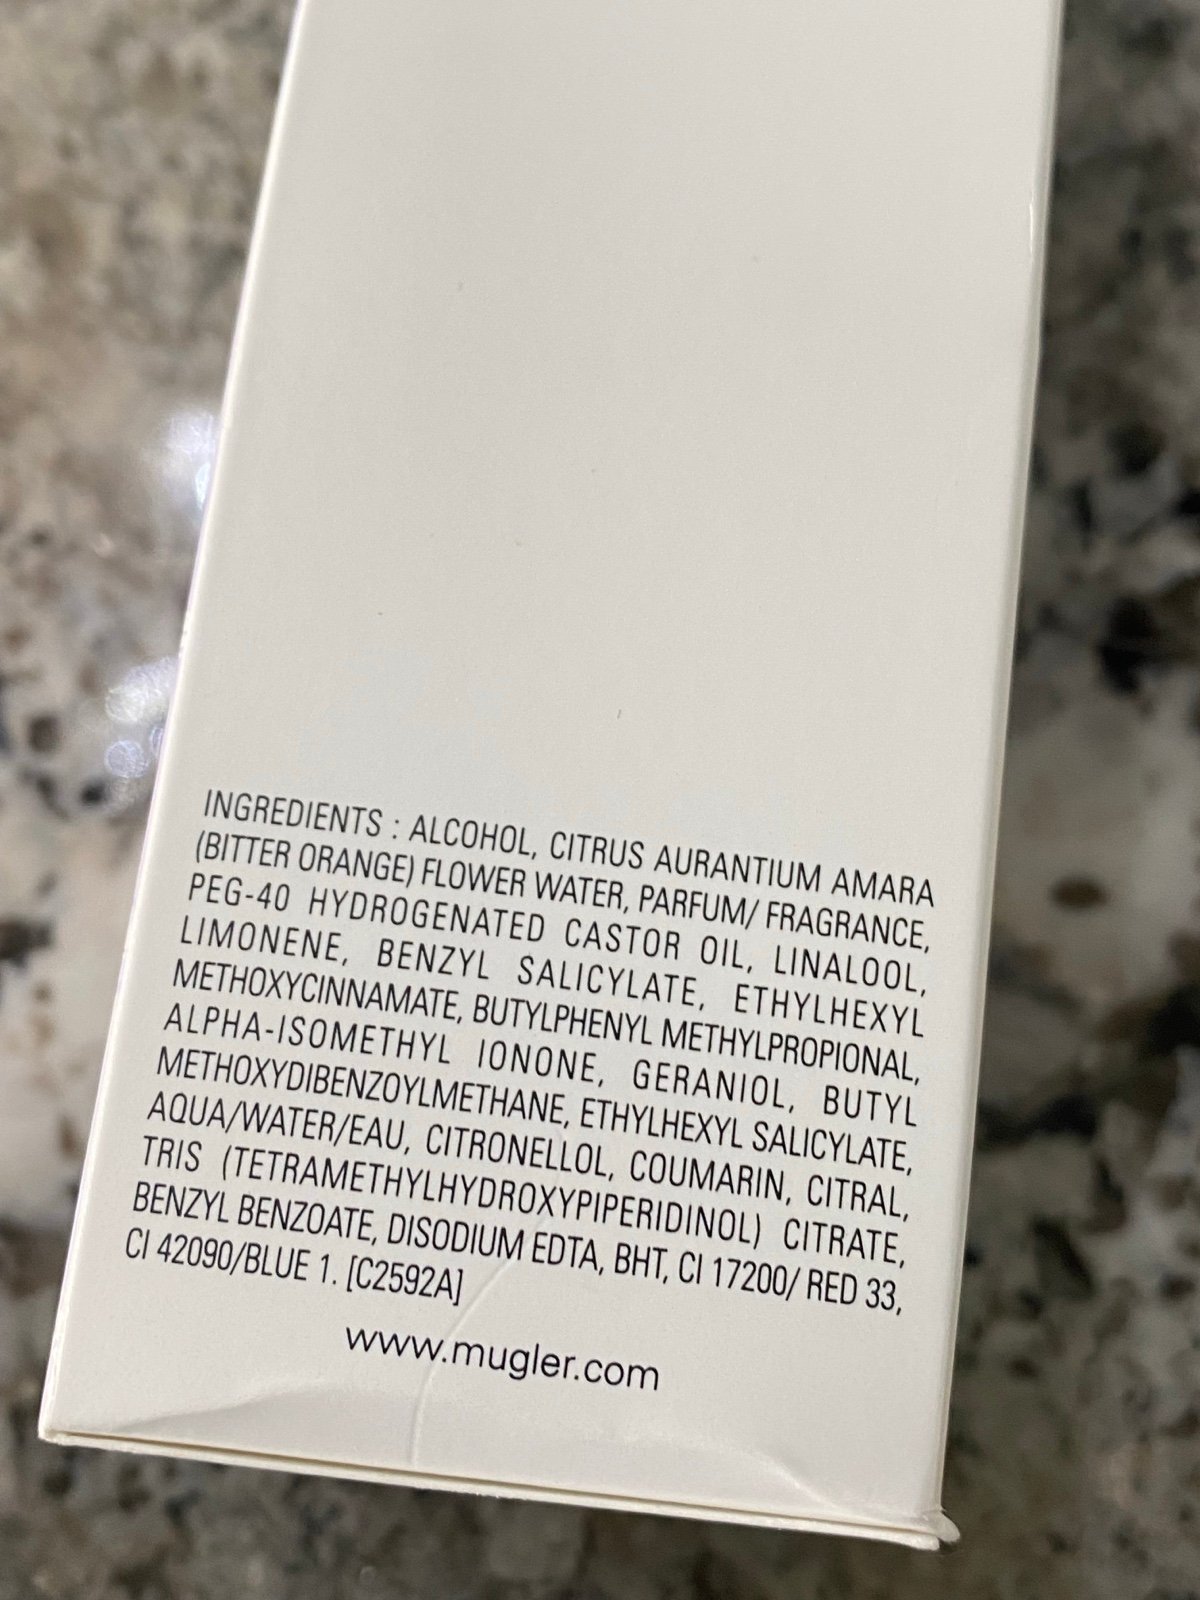 INGREDIENTS : ALCOHOL, CITRUS AURANTIUM AMARA
(BITTER ORANGE) FLOWER WATER, PARFUM/ FRAGRANCE,
PEG-40 HYDROGENATED CASTOR OIL, LINALOOL,
LIMONENE, BENZYL SALICYLATE, ETHYLHEXYL
METHOXYCINNAMATE, BUTYLPHENYL METHYLPROPIONAL,
ALPHA-ISOMETHYL IONONE, GERANIOL, BUTYL
METHOXYDIBENZOYLMETHANE, ETHYLHEXYL SALICYLATE,
AQUA/WATER/EAU, CITRONELLOL, COUMARIN, CITRAL,
TRIS (TETRAMETHYLHYDROXYPIPERIDINOL) CITRATE,
BENZYL BENZOATE, DISODIUM EDTA, BHT, CI 17200/ RED 33,
CI 42090/BLUE 1. [C2592A]
www.mugler.com